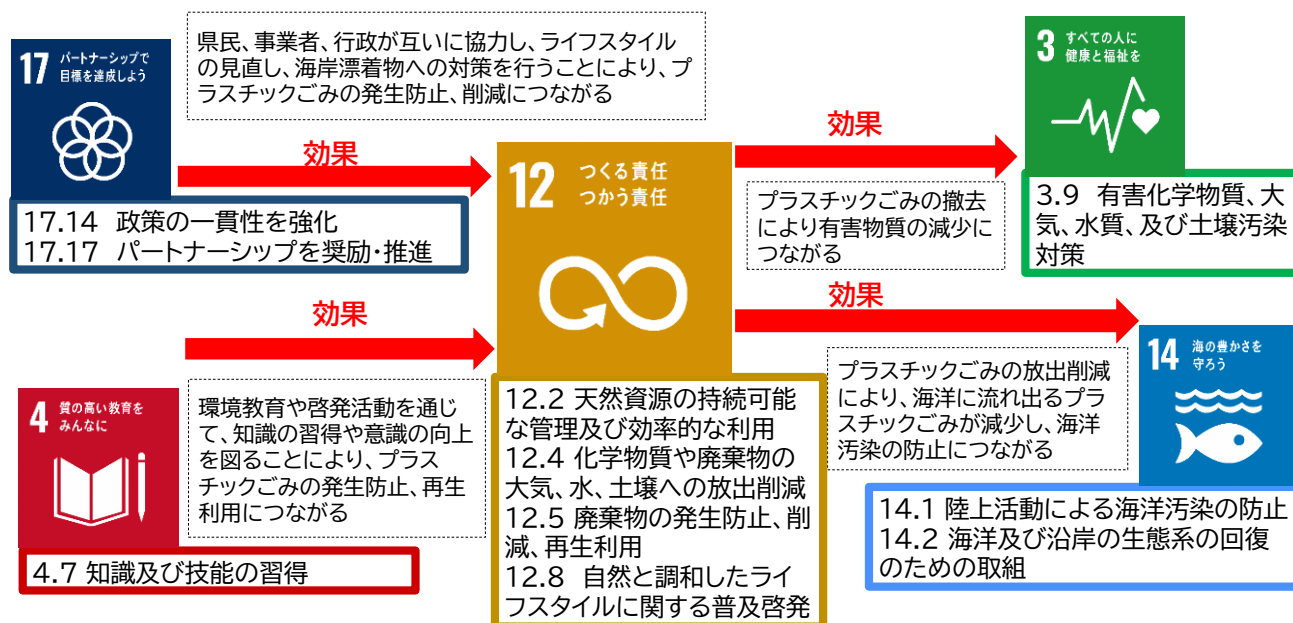 17 パートナーシップで
目標を達成しよう
県民、事業者、行政が互いに協力し、ライフスタイル
の見直し、海岸漂着物への対策を行うことにより、プ
ラスチックごみの発生防止、削減につながる
効果
17.14 政策の一貫性を強化
17.17 パートナーシップを奨励・推進
効果
4 質の高い教育を
みんなに
環境教育や啓発活動を通じ
て、知識の習得や意識の向上
を図ることにより、プラス
チックごみの発生防止、再生
利用につながる
4.7 知識及び技能の習得
12 つくる責任
つかう責任
12.2 天然資源の持続可能
な管理及び効率的な利用
12.4 化学物質や廃棄物の
大気、水、土壌への放出削減
12.5 廃棄物の発生防止、削
減、再生利用
12.8 自然と調和したライ
フスタイルに関する普及啓発
効果
プラスチックごみの撤去
により有害物質の減少に
つながる
3 すべての人に
健康と福祉を
3.9 有害化学物質、大
気、水質、及び土壌汚染
対策
効果
プラスチックごみの放出削減
により、海洋に流れ出るプラ
スチックごみが減少し、海洋
汚染の防止につながる
14 海の豊かさを
守ろう
14.1 陸上活動による海洋汚染の防止
14.2 海洋及び沿岸の生態系の回復
のための取組